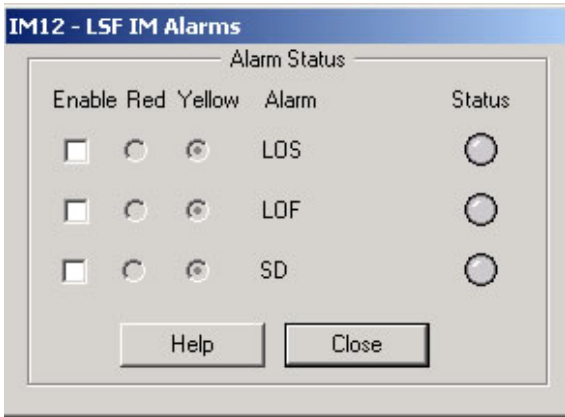 IM12 - LSF IM Alarms
Alarm Status
Enable Red Yellow Alarm Status
LOS
LOF
SD
Help Close